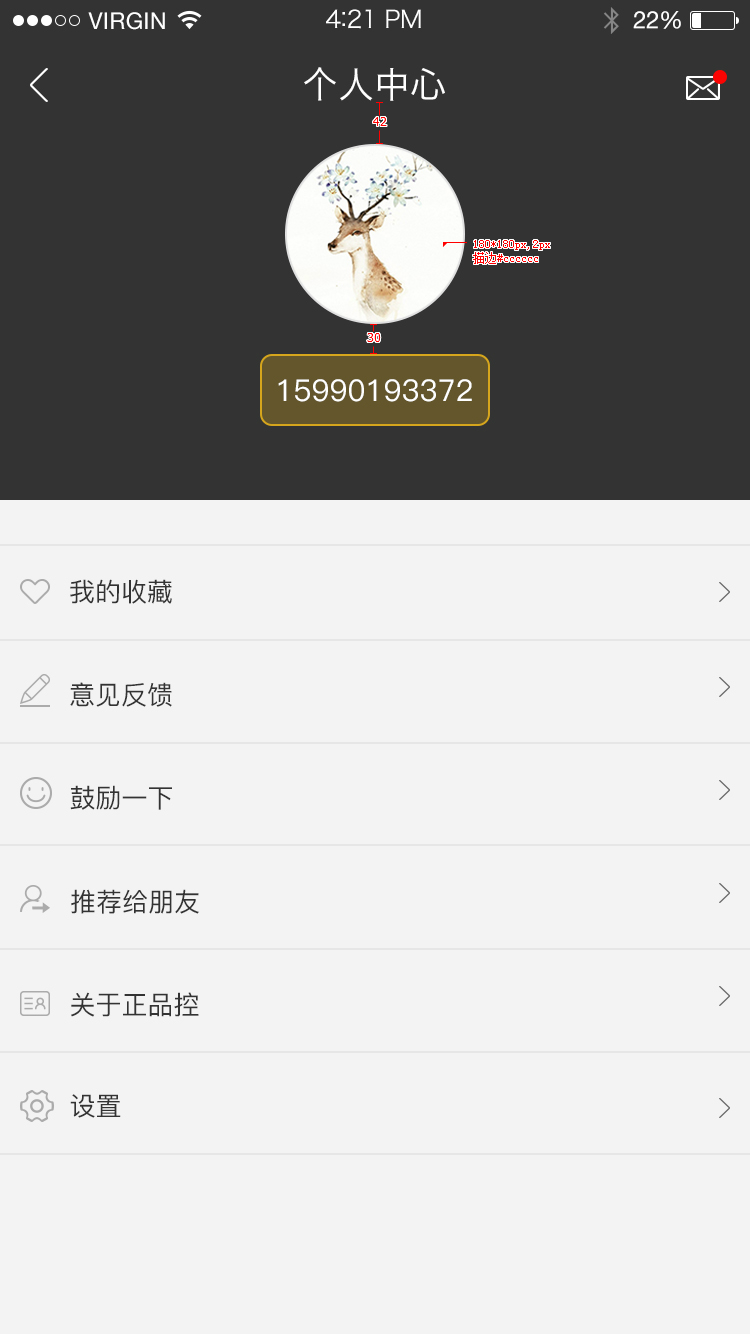 VIRGIN 4:21 PM 22%
个人中心
42
180*180px, 2px
描边#cccccc
30
15990193372
我的收藏
意见反馈
鼓励一下
推荐给朋友
关于正品控
设置